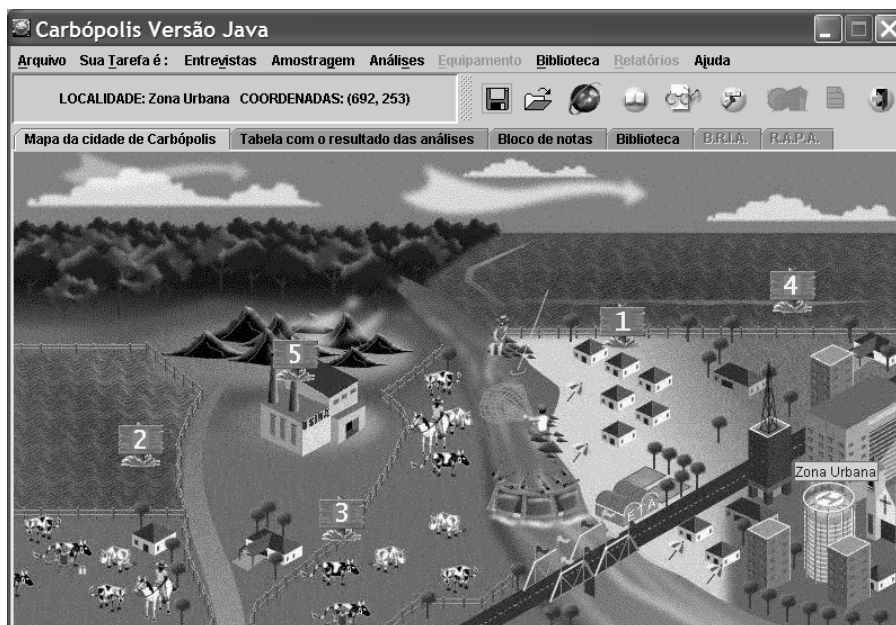 Carbópolis Versão Java
Arquivo Sua Tarefa é : Entrevistas Amostragem Análises Equipamento Biblioteca Relatórios Ajuda
LOCALIDADE: Zona Urbana COORDENADAS: (692, 253)
Mapa da cidade de Carbópolis Tabela com o resultado das análises Bloco de notas Biblioteca B.R.I.A. R.A.P.A.
4
1
5
USINA
2
Zona Urbana
3
ETA